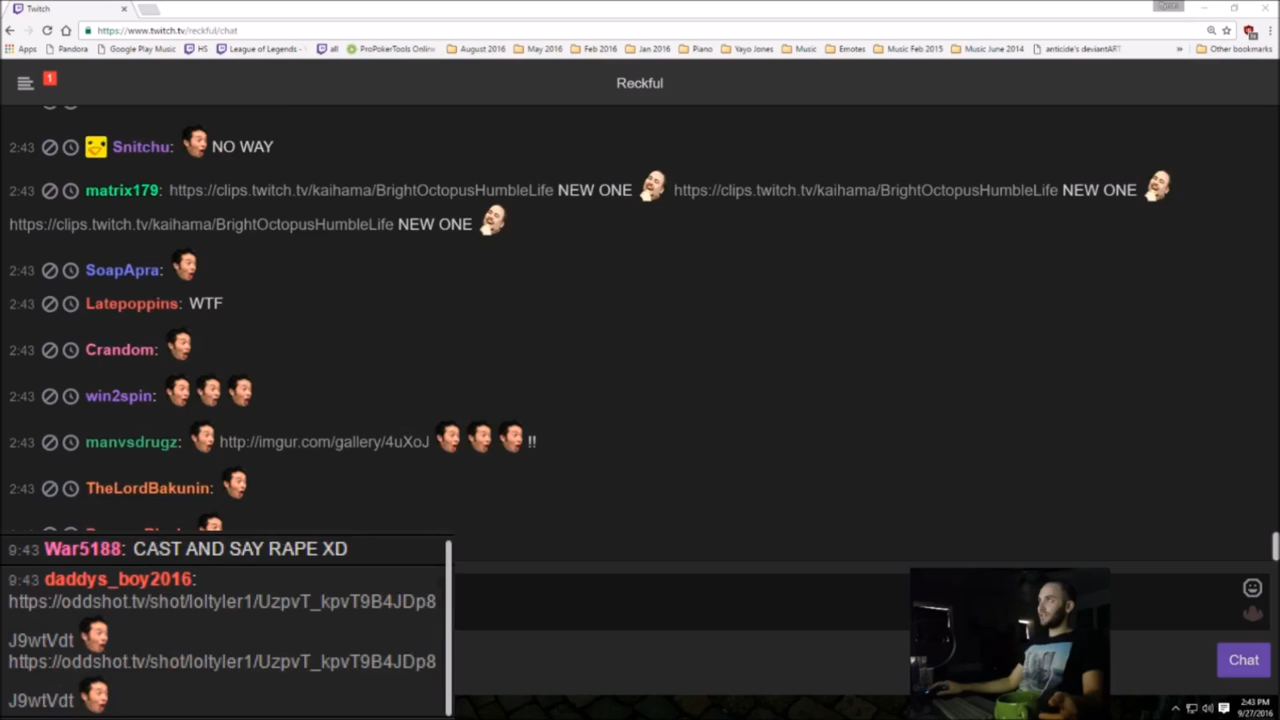 Twitch
https://www.twitch.tv/reckful/chat
Apps Pandora Google Play Music HS League of Legends - all ProPokerTools Online August 2016 May 2016 Feb 2016 Jan 2016 Piano Yayo Jones Music Emotes Music Feb 2015 Music June 2014 anticide's deviantART » Other bookmarks
1
Reckful
2:43 Snitchu: NO WAY
2:43 matrix179: https://clips.twitch.tv/kaihama/BrightOctopusHumbleLife NEW ONE https://clips.twitch.tv/kaihama/BrightOctopusHumbleLife NEW ONE
https://clips.twitch.tv/kaihama/BrightOctopusHumbleLife NEW ONE
2:43 SoapApra:
2:43 Latepoppins: WTF
2:43 Crandom:
2:43 win2spin:
2:43 manvsdrugz: http://imgur.com/gallery/4uXoJ !!
2:43 TheLordBakunin:
9:43 War5188: CAST AND SAY RAPE XD
9:43 daddys_boy2016:
https://oddshot.tv/shot/loltyler1/UzpvT_kpvT9B4JDp8
J9wtVdt
https://oddshot.tv/shot/loltyler1/UzpvT_kpvT9B4JDp8
J9wtVdt
Chat
2:43 PM
9/27/2016